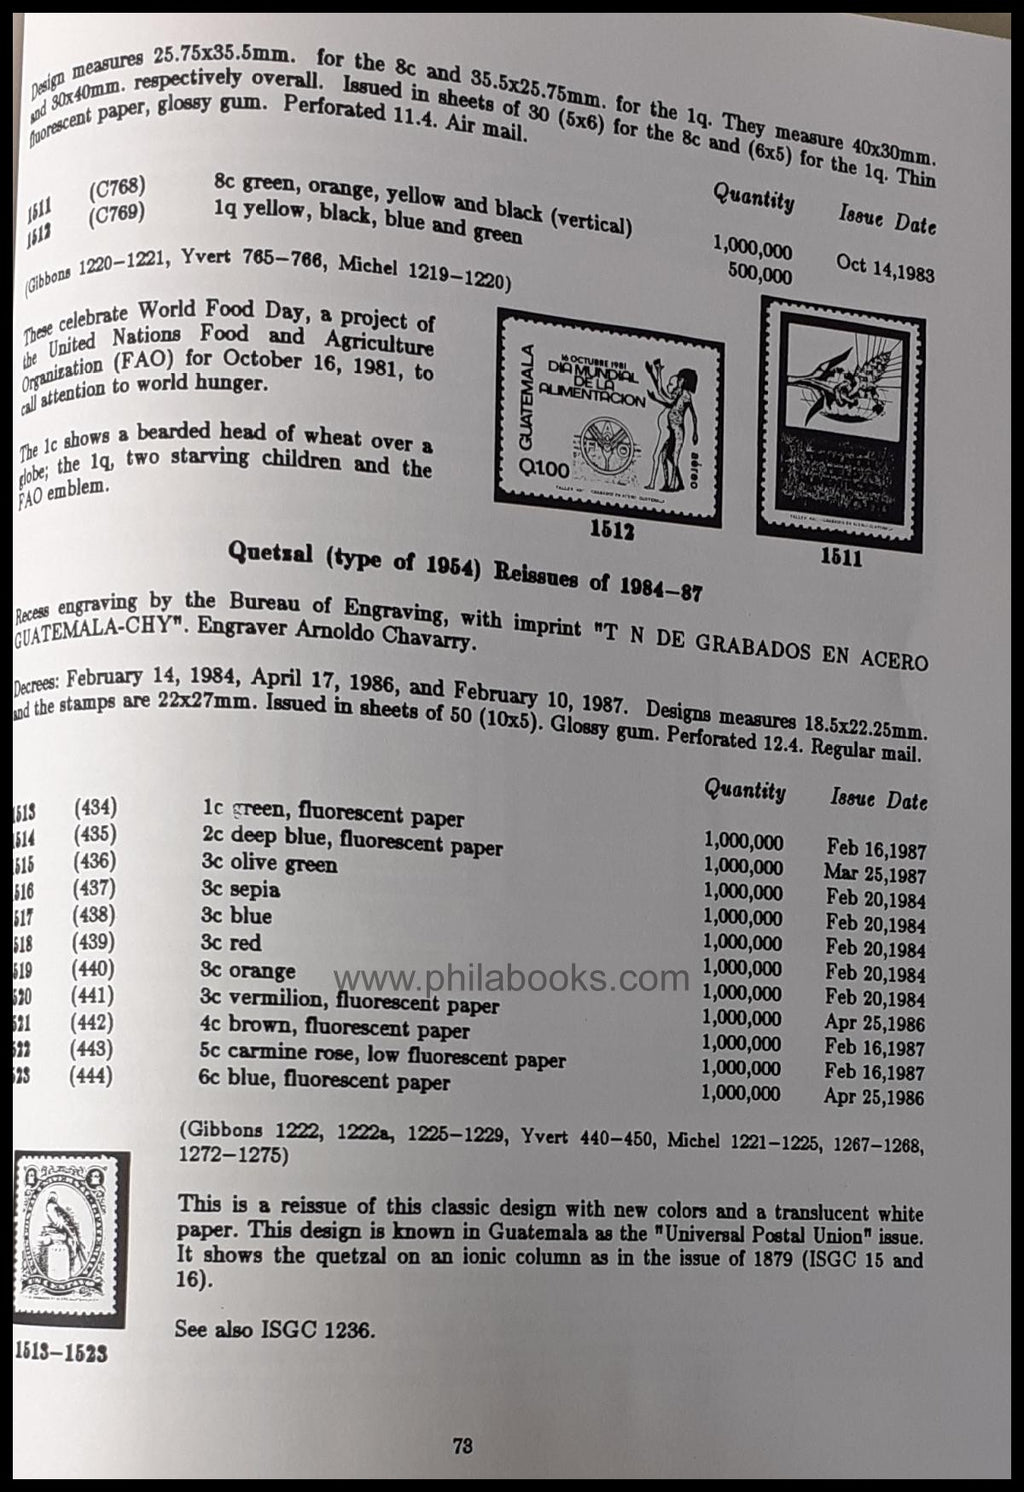 Design measures 25.75x35.5mm. for the 8c and 35.5x25.75mm. for the 1q. They measure 40x30mm.
and 30x40mm. respectively overall. Issued in sheets of 30 (5x6) for the 8c and (6x5) for the 1q. Thin
fluorescent paper, glossy gum. Perforated 11.4. Air mail.
Quantity Issue Date
1511 (C768) 8c green, orange, yellow and black (vertical) 1,000,000 Oct 14,1983
1512 (C769) 1q yellow, black, blue and green 500,000
(Gibbons 1220-1221, Yvert 765-766, Michel 1219-1220)
These celebrate World Food Day, a project of
the United Nations Food and Agriculture
Organization (FAO) for October 16, 1981, to
call attention to world hunger.
The 1c shows a bearded head of wheat over a
globe; the 1q, two starving children and the
FAO emblem.
GUATEMALA
16 OCTUBRE 1981
DIA MUNDIAL
DE LA
ALIMENTACION
Q1.00
aéreo
1512
1511
Quetzal (type of 1954) Reissues of 1984-87
Recess engraving by the Bureau of Engraving, with imprint "T N DE GRABADOS EN ACERO
GUATEMALA-CHY". Engraver Arnoldo Chavarry.
Decrees: February 14, 1984, April 17, 1986, and February 10, 1987. Designs measures 18.5x22.25mm.
and the stamps are 22x27mm. Issued in sheets of 50 (10x5). Glossy gum. Perforated 12.4. Regular mail.
Quantity Issue Date
1513 (434) 1c green, fluorescent paper 1,000,000 Feb 16,1987
514 (435) 2c deep blue, fluorescent paper 1,000,000 Mar 25,1987
515 (436) 3c olive green 1,000,000 Feb 20,1984
516 (437) 3c sepia 1,000,000 Feb 20,1984
517 (438) 3c blue 1,000,000 Feb 20,1984
518 (439) 3c red 1,000,000 Feb 20,1984
519 (440) 3c orange 1,000,000 Feb 20,1984
520 (441) 3c vermilion, fluorescent paper 1,000,000 Apr 25,1986
521 (442) 4c brown, fluorescent paper 1,000,000 Feb 16,1987
522 (443) 5c carmine rose, low fluorescent paper 1,000,000 Feb 16,1987
523 (444) 6c blue, fluorescent paper 1,000,000 Apr 25,1986
www.philabooks.com
(Gibbons 1222, 1222a, 1225-1229, Yvert 440-450, Michel 1221-1225, 1267-1268,
1272-1275)
This is a reissue of this classic design with new colors and a translucent white
paper. This design is known in Guatemala as the "Universal Postal Union" issue.
It shows the quetzal on an ionic column as in the issue of 1879 (ISGC 15 and
16).
See also ISGC 1236.
1513-1523
73